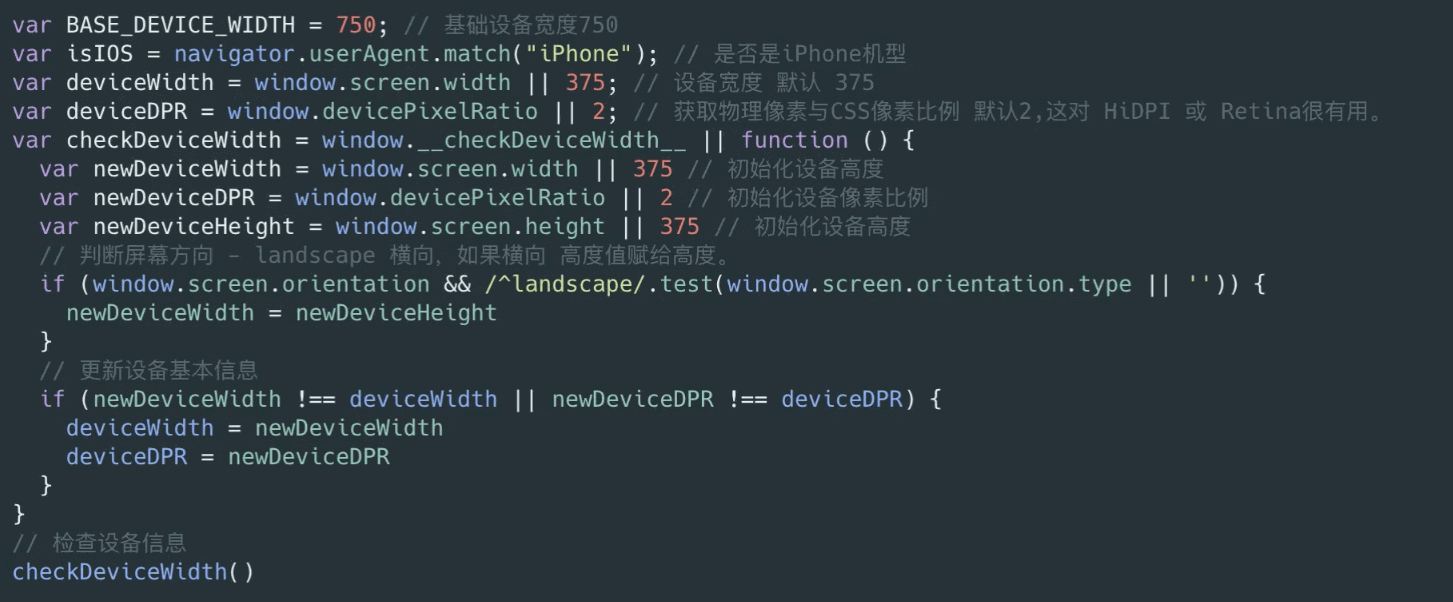 var BASE_DEVICE_WIDTH = 750; // 基础设备宽度750
var isIOS = navigator.userAgent.match("iPhone"); // 是否是iPhone机型
var deviceWidth = window.screen.width || 375; // 设备宽度 默认 375
var deviceDPR = window.devicePixelRatio || 2; // 获取物理像素与CSS像素比例 默认2,这对 HiDPI 或 Retina很有用。
var checkDeviceWidth = window.__checkDeviceWidth__ || function () {
  var newDeviceWidth = window.screen.width || 375 // 初始化设备高度
  var newDeviceDPR = window.devicePixelRatio || 2 // 初始化设备像素比例
  var newDeviceHeight = window.screen.height || 375 // 初始化设备高度
  // 判断屏幕方向 – landscape 横向，如果横向 高度值赋给高度。
  if (window.screen.orientation && /^landscape/.test(window.screen.orientation.type || '')) {
    newDeviceWidth = newDeviceHeight
  }
  // 更新设备基本信息
  if (newDeviceWidth !== deviceWidth || newDeviceDPR !== deviceDPR) {
    deviceWidth = newDeviceWidth
    deviceDPR = newDeviceDPR
  }
}
// 检查设备信息
checkDeviceWidth()